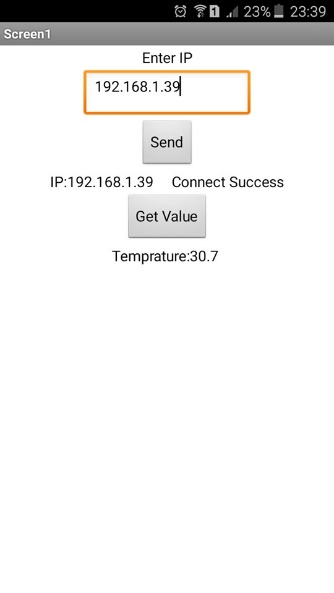 1 23% 23:39
Screen1
Enter IP
192.168.1.39
Send
IP:192.168.1.39 Connect Success
Get Value
Temprature:30.7